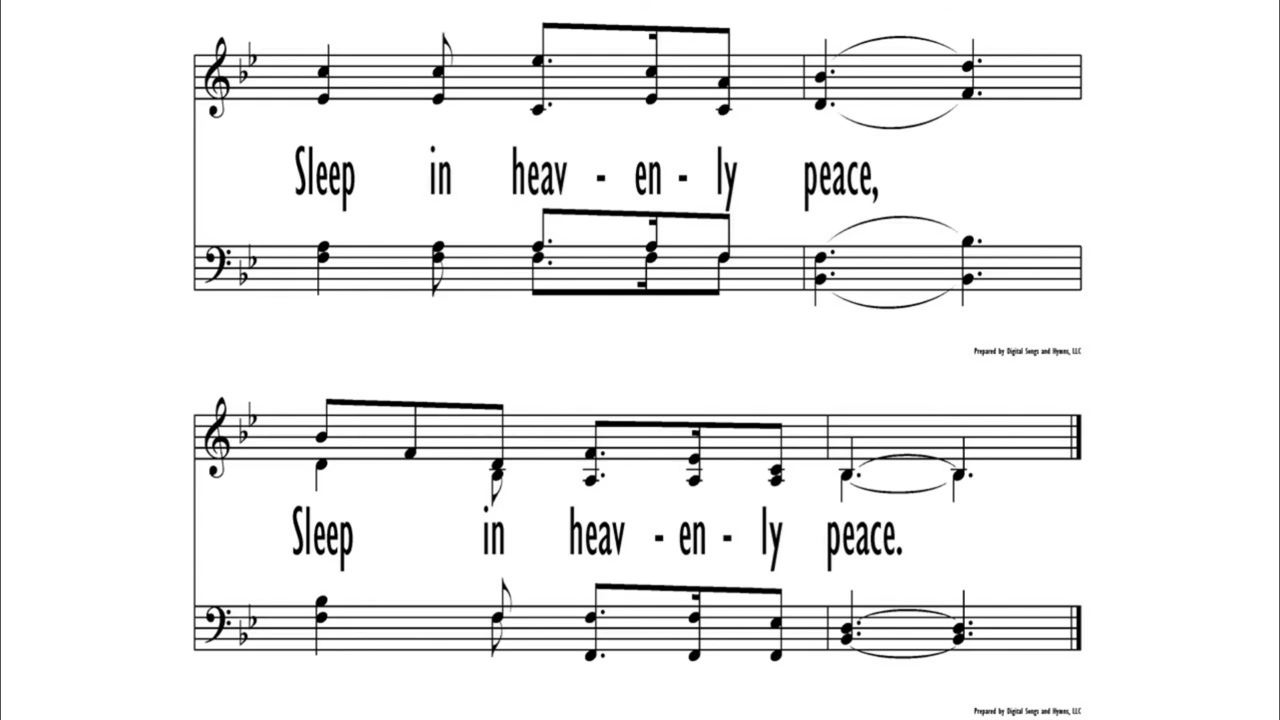 Sleep in heav - en - ly peace,
Prepared by Digital Songs and Hymns, LLC
Sleep in heav - en - ly peace.
Prepared by Digital Songs and Hymns, LLC